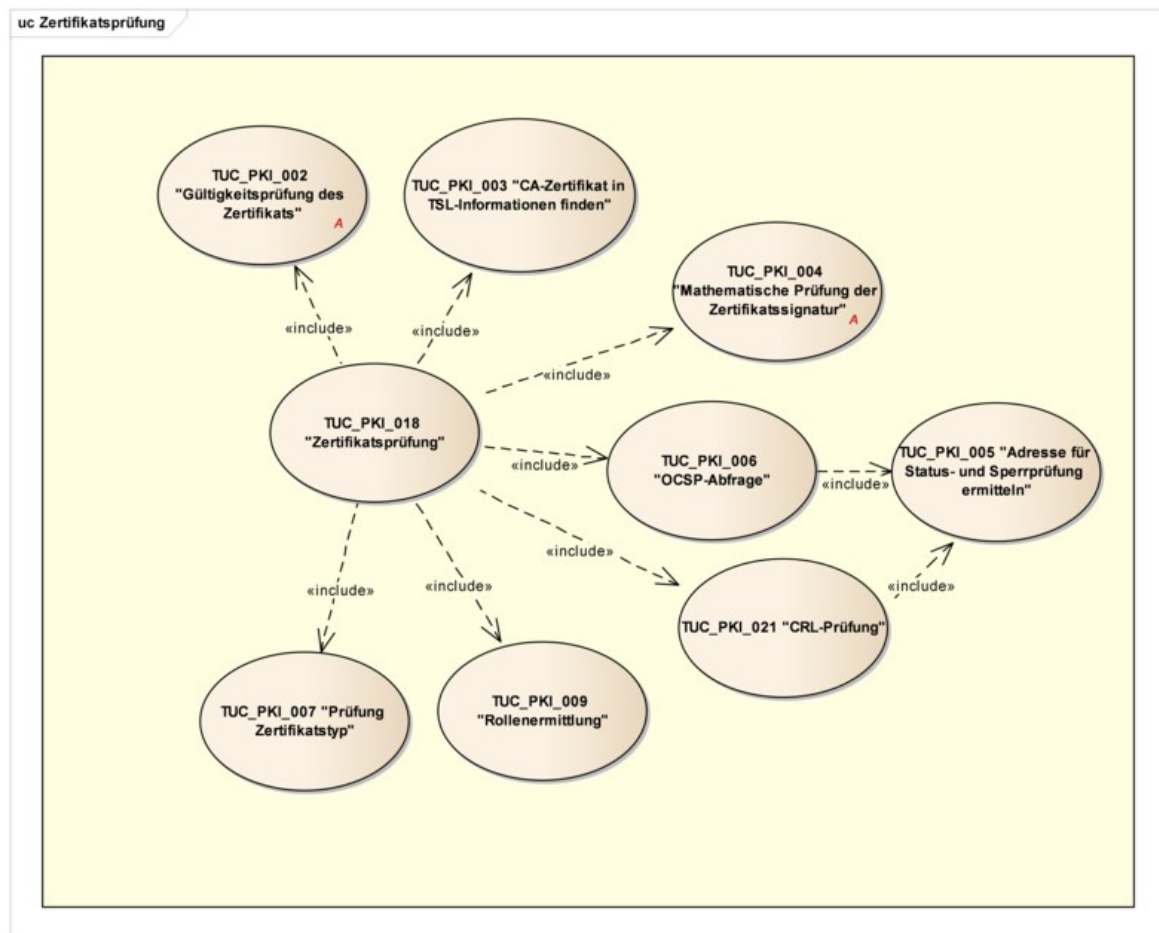 uc Zertifikatsprüfung
TUC_PKI_002
"Gültigkeitsprüfung des
Zertifikats"
A
TUC_PKI_003 "CA-Zertifikat in
TSL-Informationen finden"
TUC_PKI_004
"Mathematische Prüfung der
Zertifikatssignatur"
A
«include»
«include»
«include»
TUC_PKI_018
"Zertifikatsprüfung"
«include»
TUC_PKI_006
"OCSP-Abfrage"
«include»
TUC_PKI_005 "Adresse für
Status- und Sperrprüfung
ermitteln"
«include»
«include»
«include»
«include»
TUC_PKI_021 "CRL-Prüfung"
TUC_PKI_007 "Prüfung
Zertifikatstyp"
TUC_PKI_009
"Rollenermittlung"